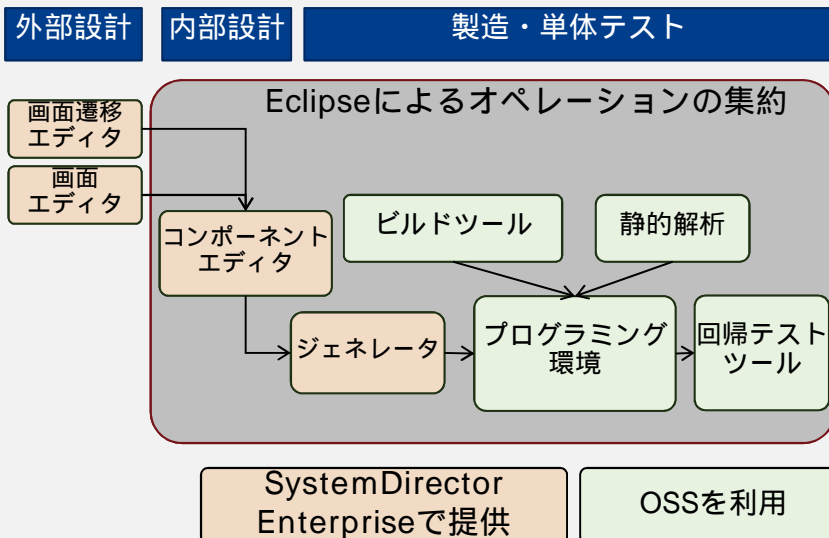 外部設計
内部設計
製造・単体テスト
Eclipseによるオペレーションの集約
画面遷移
エディタ
画面
エディタ
コンポーネント
エディタ
ビルドツール
静的解析
ジェネレータ
プログラミング
環境
回帰テスト
ツール
SystemDirector
Enterpriseで提供
OSSを利用